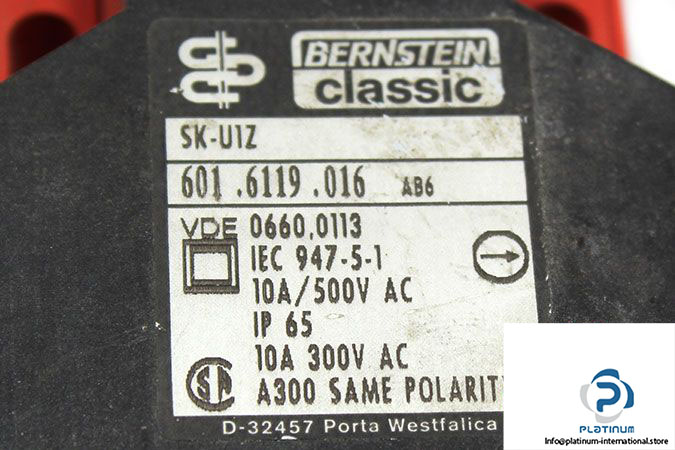 BERNSTEIN
classic
SK-U1Z
601.6119.016 AB6
VDE 0660,0113
IEC 947-5-1
10A/500V AC
IP 65
10A 300V AC
A300 SAME POLARIT
D-32457 Porta Westfalica
PLATINUM
Info@platinum-international.store